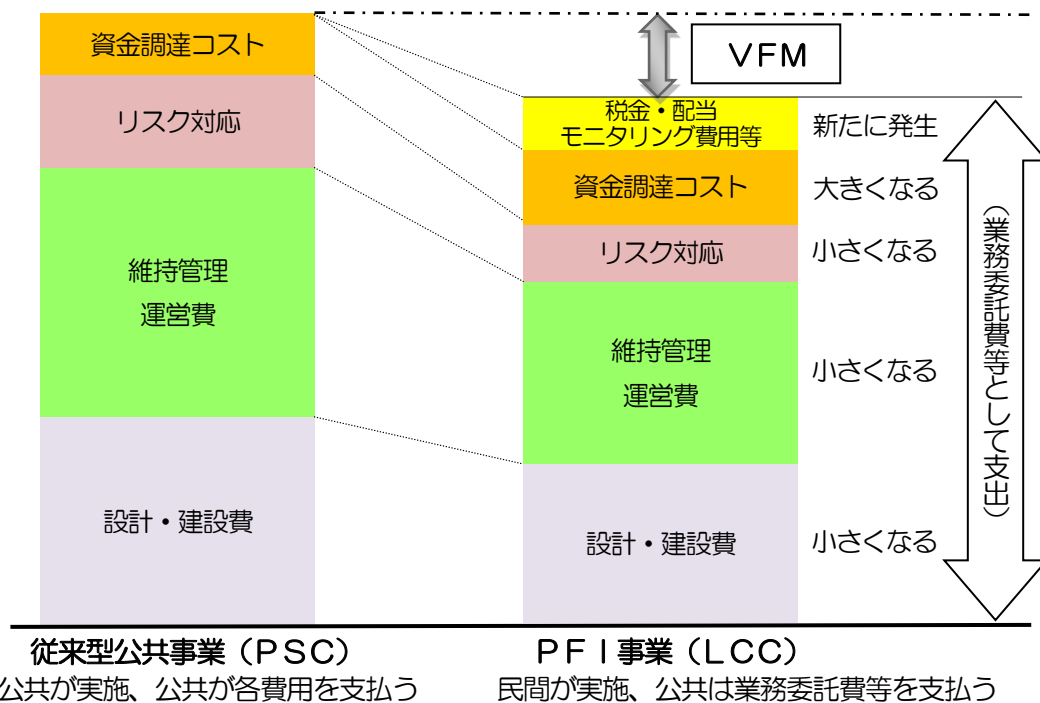 資金調達コスト
リスク対応
維持管理
運営費
設計・建設費
VFM
税金・配当
モニタリング費用等
新たに発生
資金調達コスト
大きくなる
リスク対応
小さくなる
維持管理
運営費
小さくなる
設計・建設費
小さくなる
（業務委託費等として支出）
従来型公共事業（PSC）
公共が実施、公共が各費用を支払う
PFI事業（LCC）
民間が実施、公共は業務委託費等を支払う